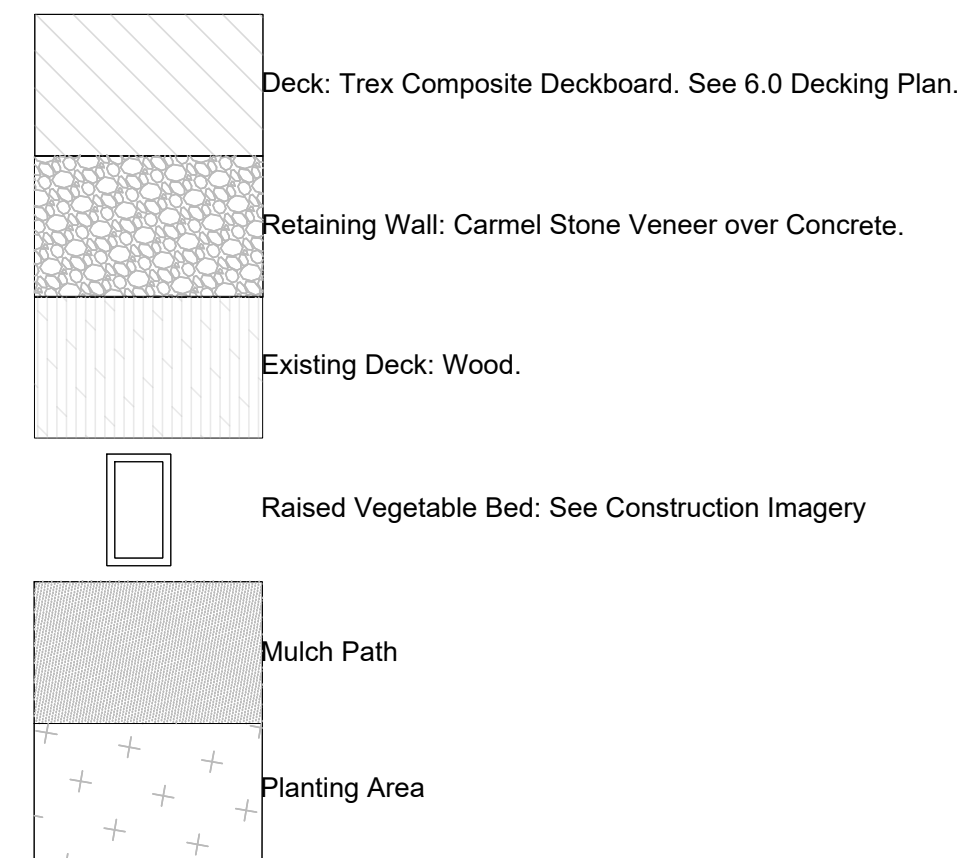 Deck: Trex Composite Deckboard. See 6.0 Decking Plan.
Retaining Wall: Carmel Stone Veneer over Concrete.
Existing Deck: Wood.
Raised Vegetable Bed: See Construction Imagery
Mulch Path
Planting Area